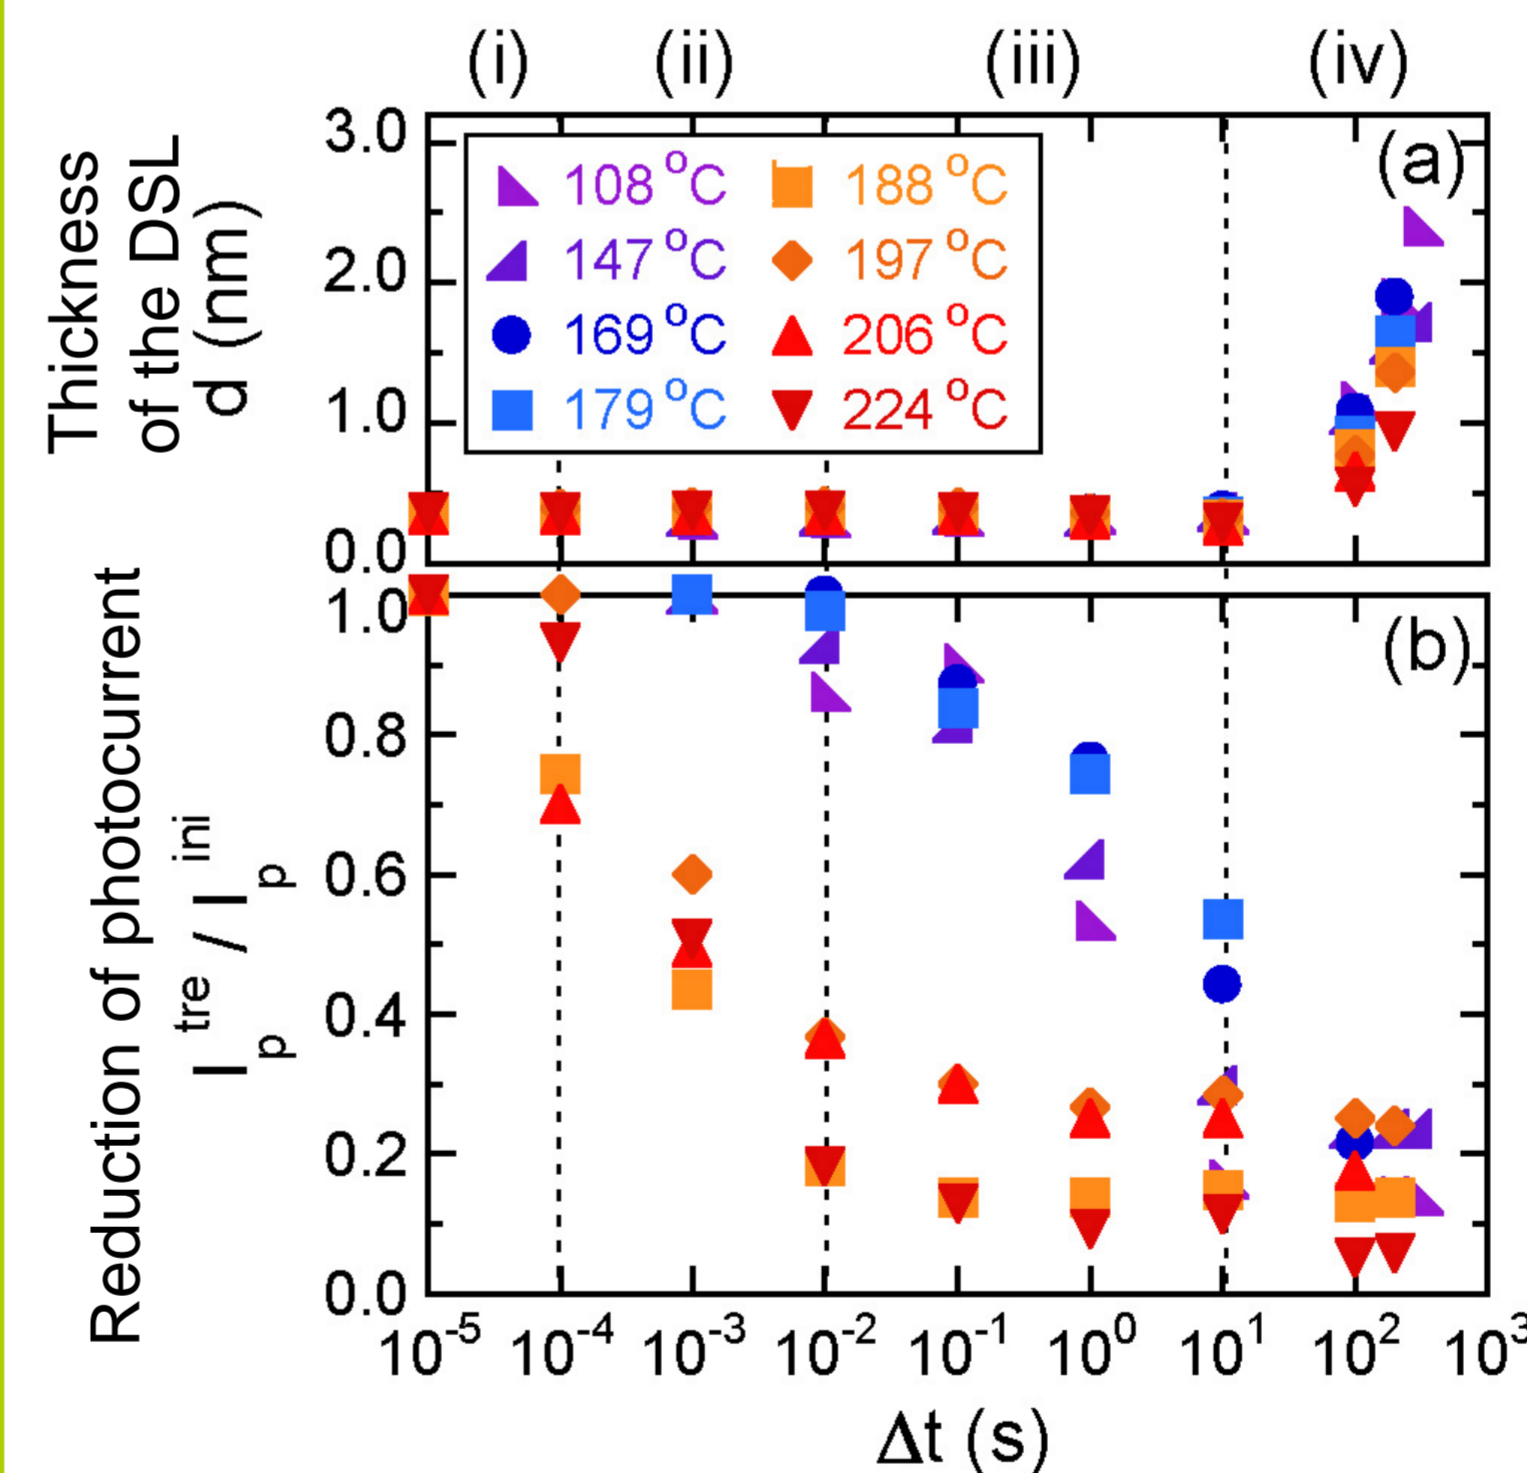 (i) (ii) (iii) (iv)
Thickness
of the DSL
d (nm)
3.0
2.0
1.0
0.0
(a)
108 °C 188 °C
147 °C 197 °C
169 °C 206 °C
179 °C 224 °C
Reduction of photocurrent
I_p^tre / I_p^ini
1.0
0.8
0.6
0.4
0.2
0.0
(b)
10^-5 10^-4 10^-3 10^-2 10^-1 10^0 10^1 10^2 10^3
Δt (s)